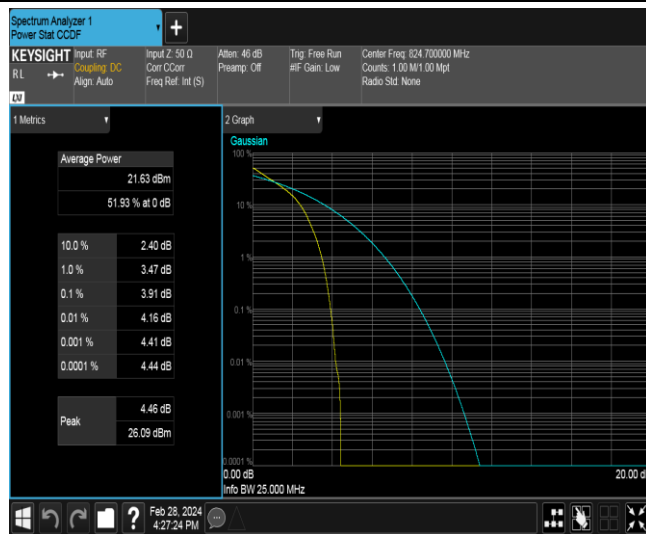 Spectrum Analyzer 1
Power Stat CCDF
+
KEYSIGHT
RL
LXI
Input: RF
Coupling: DC
Align: Auto
Input Z: 50 Ω
Corr CCorr
Freq Ref: Int (S)
Atten: 46 dB
Preamp: Off
Trig: Free Run
#IF Gain: Low
Center Freq: 824.700000 MHz
Counts: 1.00 M/1.00 Mpt
Radio Std: None
1 Metrics
Average Power
21.63 dBm
51.93 % at 0 dB
10.0 % 2.40 dB
1.0 % 3.47 dB
0.1 % 3.91 dB
0.01 % 4.16 dB
0.001 % 4.41 dB
0.0001 % 4.44 dB
Peak
4.46 dB
26.09 dBm
2 Graph
Gaussian
100 %
10 %
1 %
0.1 %
0.01 %
0.001 %
0.0001 %
0.00 dB 20.00 d
Info BW 25.000 MHz
?
Feb 28, 2024
4:27:24 PM